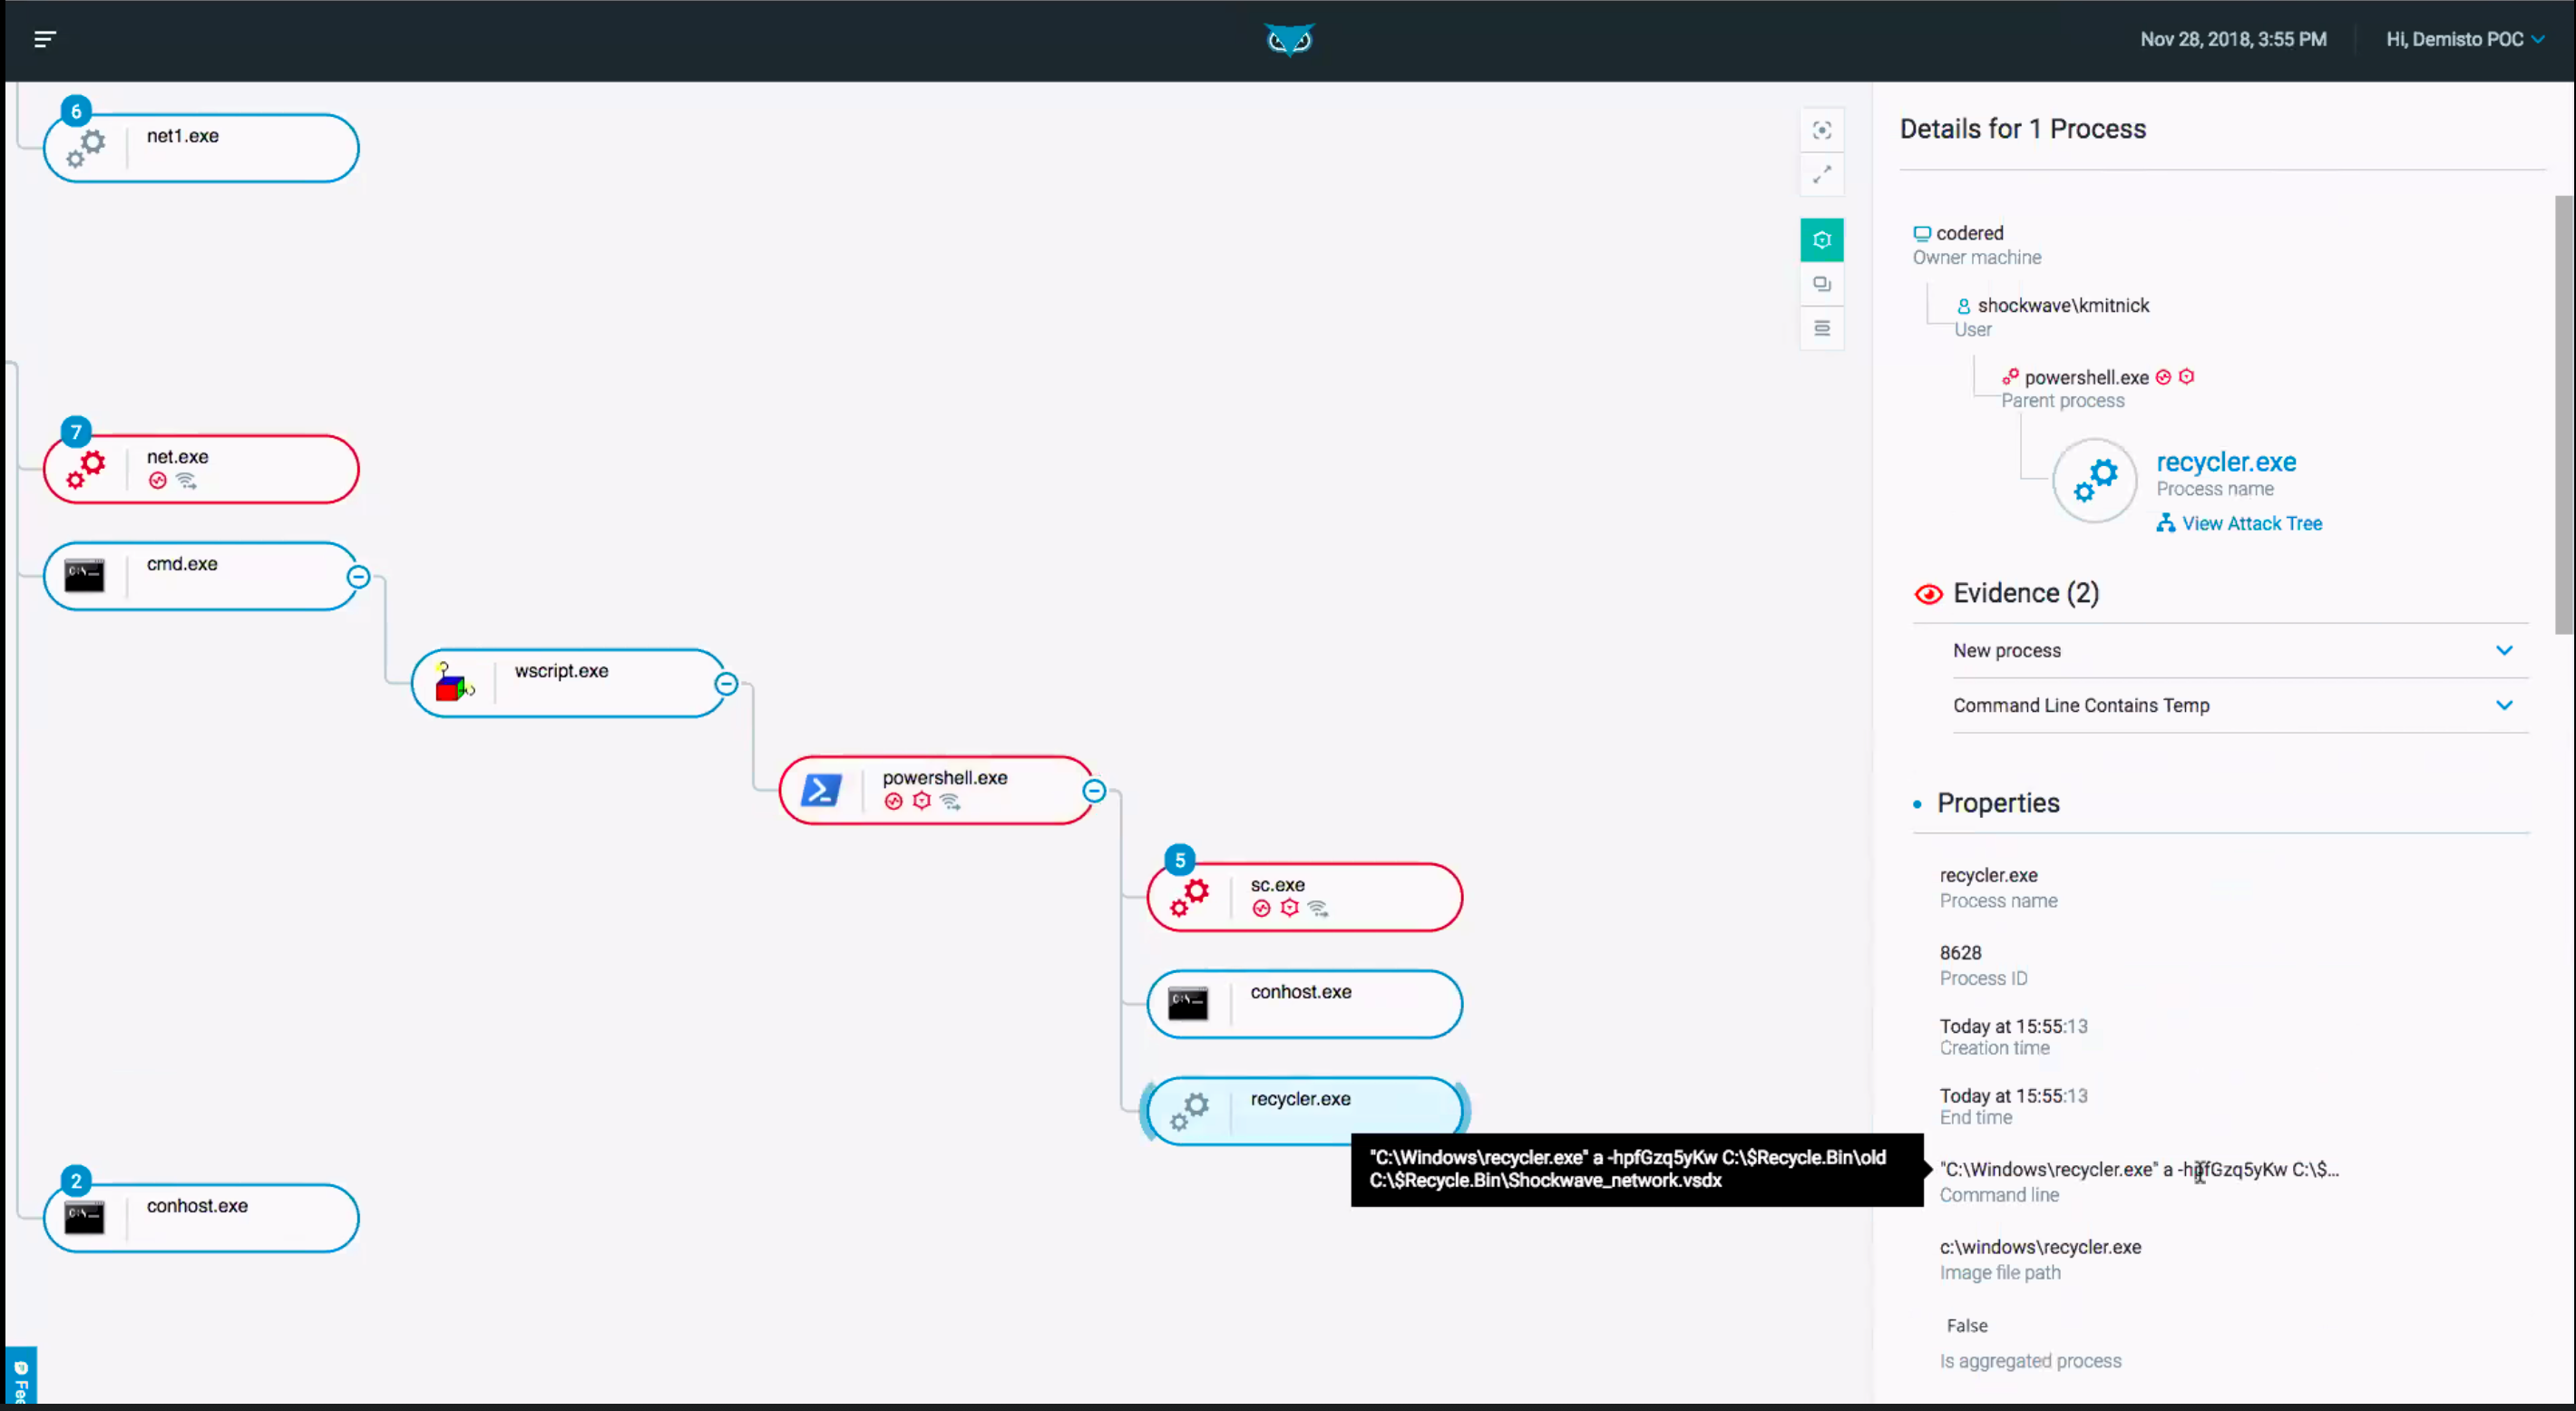 Nov 28, 2018, 3:55 PM
Hi, Demisto POC
6
net1.exe
7
net.exe
cmd.exe
wscript.exe
powershell.exe
5
sc.exe
conhost.exe
recycler.exe
"C:\Windows\recycler.exe" a -hpfGzq5yKw C:\$Recycle.Bin\old
C:\$Recycle.Bin\Shockwave_network.vsdx
2
conhost.exe
Fee
Details for 1 Process
codered
Owner machine
shockwave\kmitnick
User
powershell.exe
Parent process
recycler.exe
Process name
View Attack Tree
Evidence (2)
New process
Command Line Contains Temp
Properties
recycler.exe
Process name
8628
Process ID
Today at 15:55:13
Creation time
Today at 15:55:13
End time
"C:\Windows\recycler.exe" a -hpfGzq5yKw C:\$...
Command line
c:\windows\recycler.exe
Image file path
False
Is aggregated process